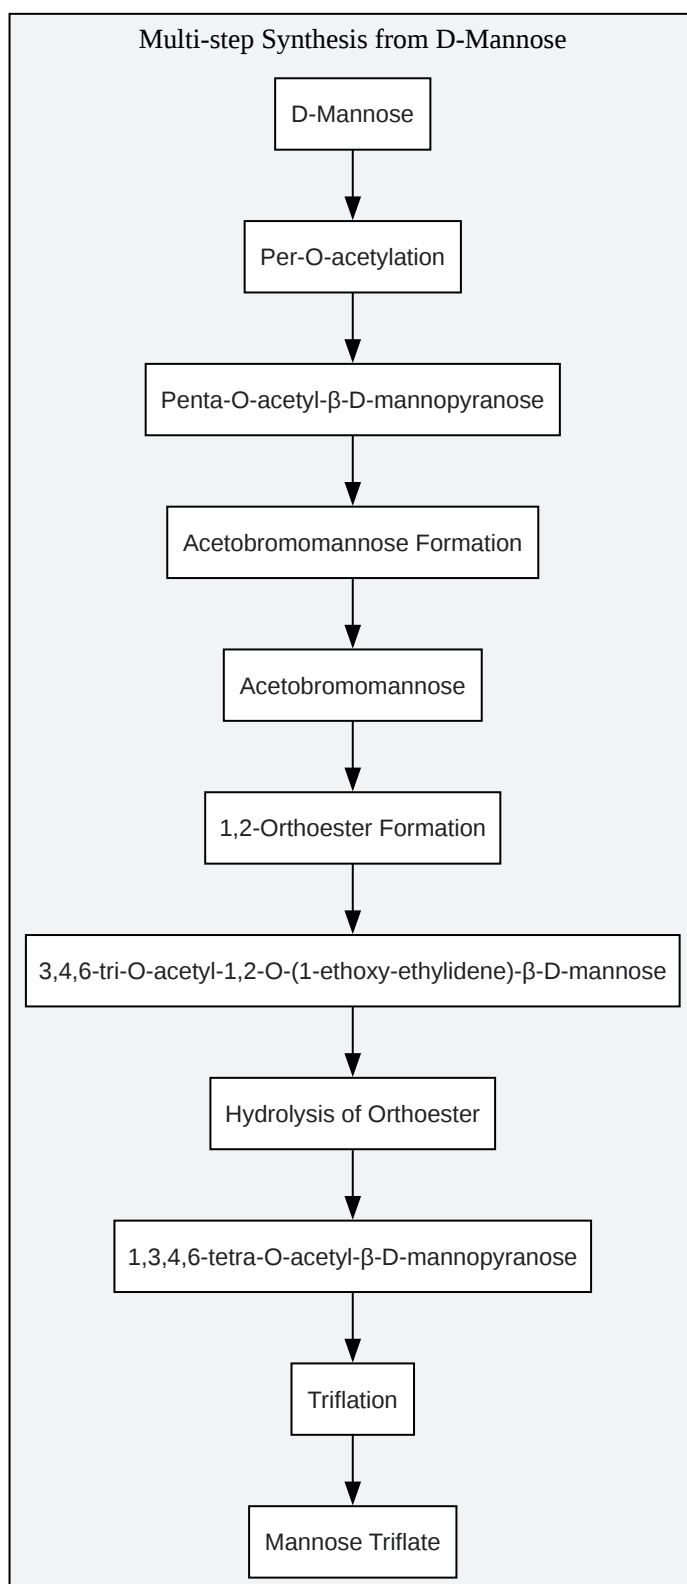 Multi-step Synthesis from D-Mannose
D-Mannose
Per-O-acetylation
Penta-O-acetyl-β-D-mannopyranose
Acetobromomannose Formation
Acetobromomannose
1,2-Orthoester Formation
3,4,6-tri-O-acetyl-1,2-O-(1-ethoxy-ethylidene)-β-D-mannose
Hydrolysis of Orthoester
1,3,4,6-tetra-O-acetyl-β-D-mannopyranose
Triflation
Mannose Triflate